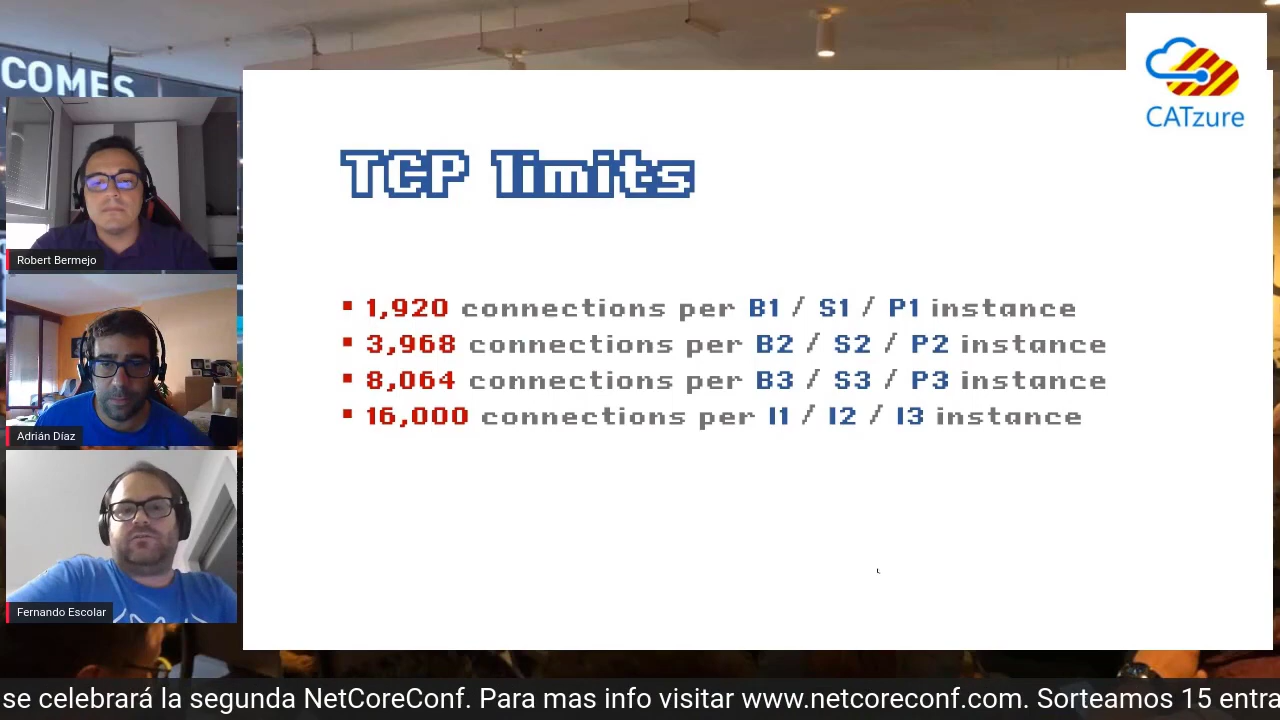 COMES
CATzure
Robert Bermejo
Adrián Díaz
Fernando Escolar
TCP limits
▪ 1,920 connections per B1 / S1 / P1 instance
▪ 3,968 connections per B2 / S2 / P2 instance
▪ 8,064 connections per B3 / S3 / P3 instance
▪ 16,000 connections per I1 / I2 / I3 instance
se celebrará la segunda NetCoreConf. Para mas info visitar www.netcoreconf.com. Sorteamos 15 entra